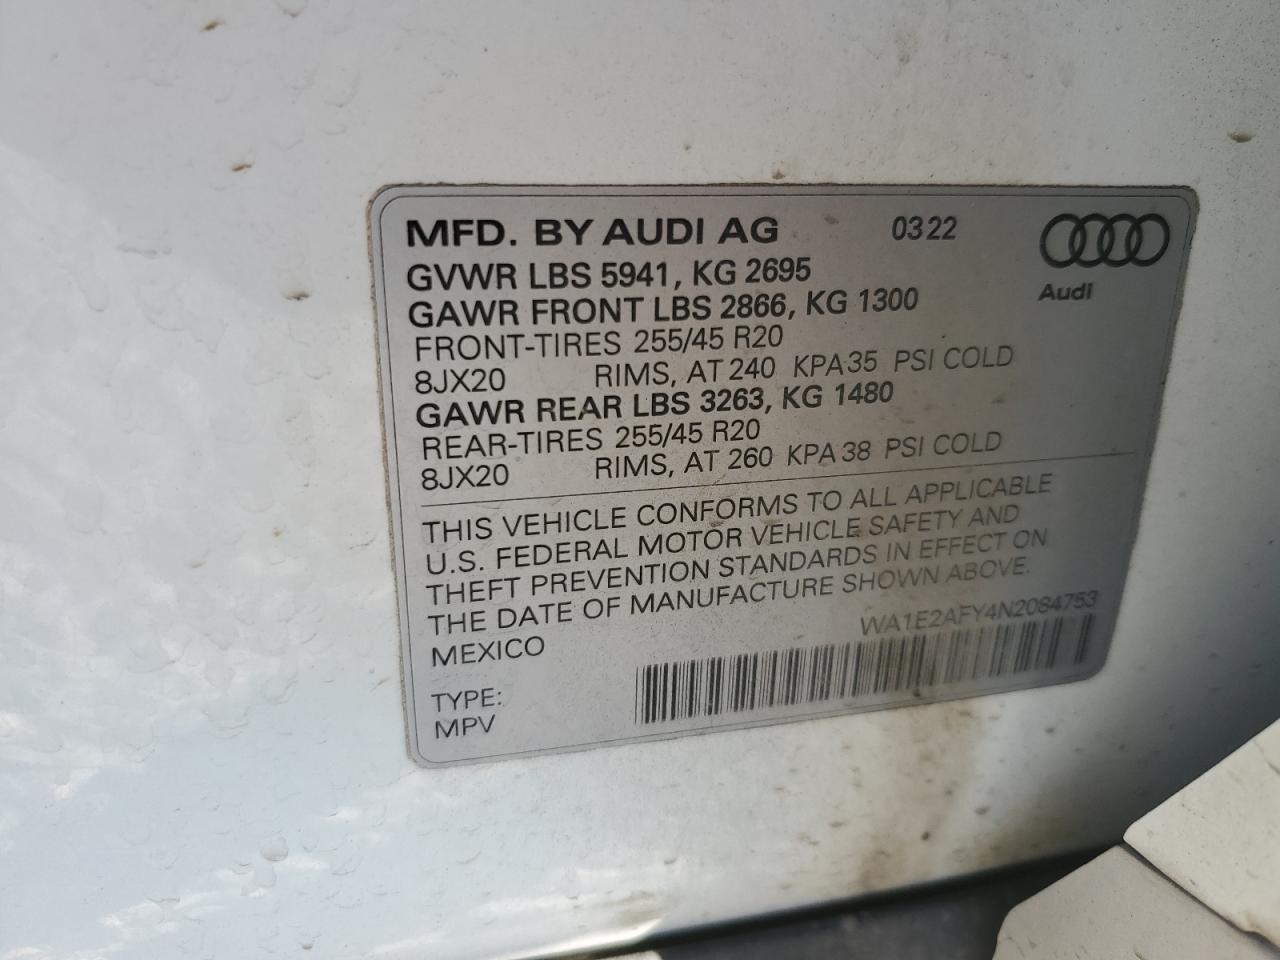 MFD. BY AUDI AG 03 22
GVWR LBS 5941, KG 2695
Audi
GAWR FRONT LBS 2866, KG 1300
FRONT-TIRES 255/45 R20
8JX20 RIMS, AT 240 KPA 35 PSI COLD
GAWR REAR LBS 3263, KG 1480
REAR-TIRES 255/45 R20
8JX20 RIMS, AT 260 KPA 38 PSI COLD
THIS VEHICLE CONFORMS TO ALL APPLICABLE
U.S. FEDERAL MOTOR VEHICLE SAFETY AND
THEFT PREVENTION STANDARDS IN EFFECT ON
THE DATE OF MANUFACTURE SHOWN ABOVE.
WA1E2AFY4N2084753
MEXICO
TYPE:
MPV